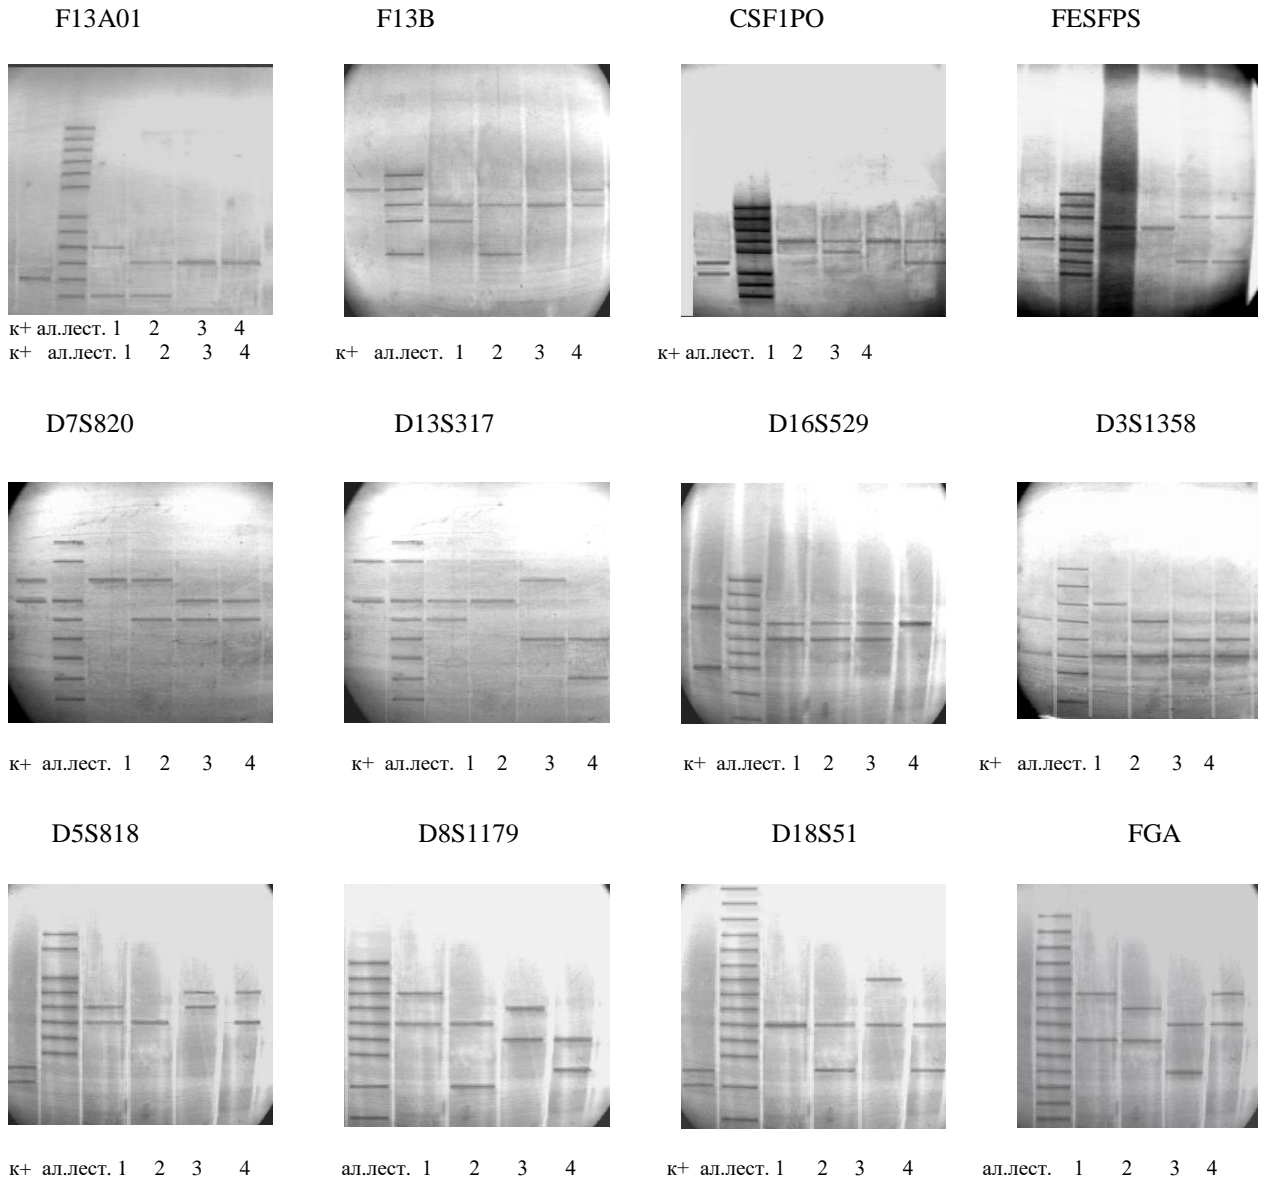 F13A01 F13B CSF1PO FESFPS
к+ ал.лест. 1 2 3 4
к+ ал.лест. 1 2 3 4 к+ ал.лест. 1 2 3 4 к+ ал.лест. 1 2 3 4
D7S820 D13S317 D16S529 D3S1358
к+ ал.лест. 1 2 3 4 к+ ал.лест. 1 2 3 4 к+ ал.лест. 1 2 3 4 к+ ал.лест. 1 2 3 4
D5S818 D8S1179 D18S51 FGA
к+ ал.лест. 1 2 3 4 ал.лест. 1 2 3 4 к+ ал.лест. 1 2 3 4 ал.лест. 1 2 3 4